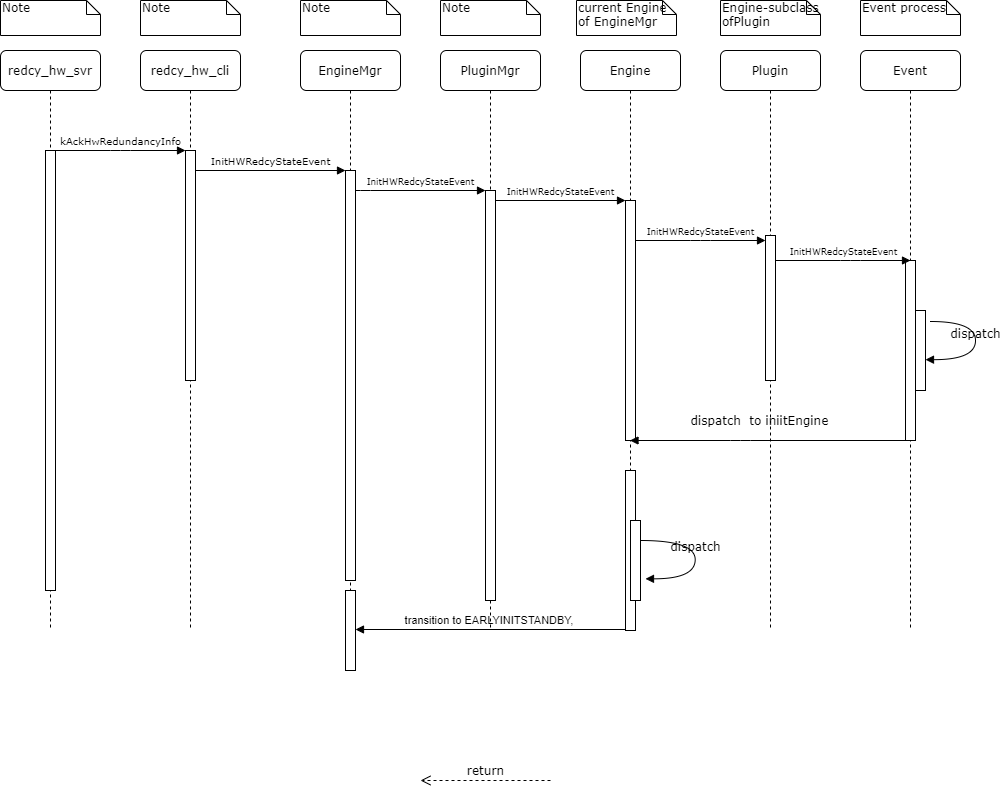 Note
Note
Note
Note
current Engine
of EngineMgr
Engine-subclass
ofPlugin
Event process
redcy_hw_svr
redcy_hw_cli
EngineMgr
PluginMgr
Engine
Plugin
Event
kAckHwRedundancyInfo
InitHWRedcyStateEvent
InitHWRedcyStateEvent
InitHWRedcyStateEvent
InitHWRedcyStateEvent
InitHWRedcyStateEvent
dispatch
dispatch to iniitEngine
dispatch
transition to EARLYINITSTANDBY,
return